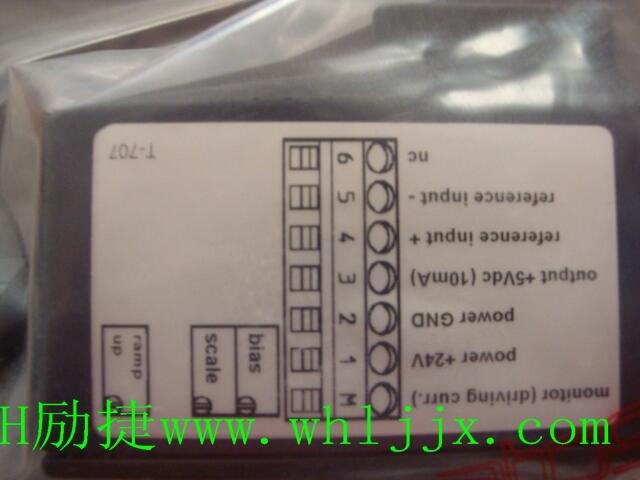 monitor (driving curr.) M
power +24V 1
power GND 2
output +5Vdc (10mA) 3
reference input + 4
reference input - 5
nc 6
bias
scale
ramp
up
T-707
H励捷www.whljjx.com